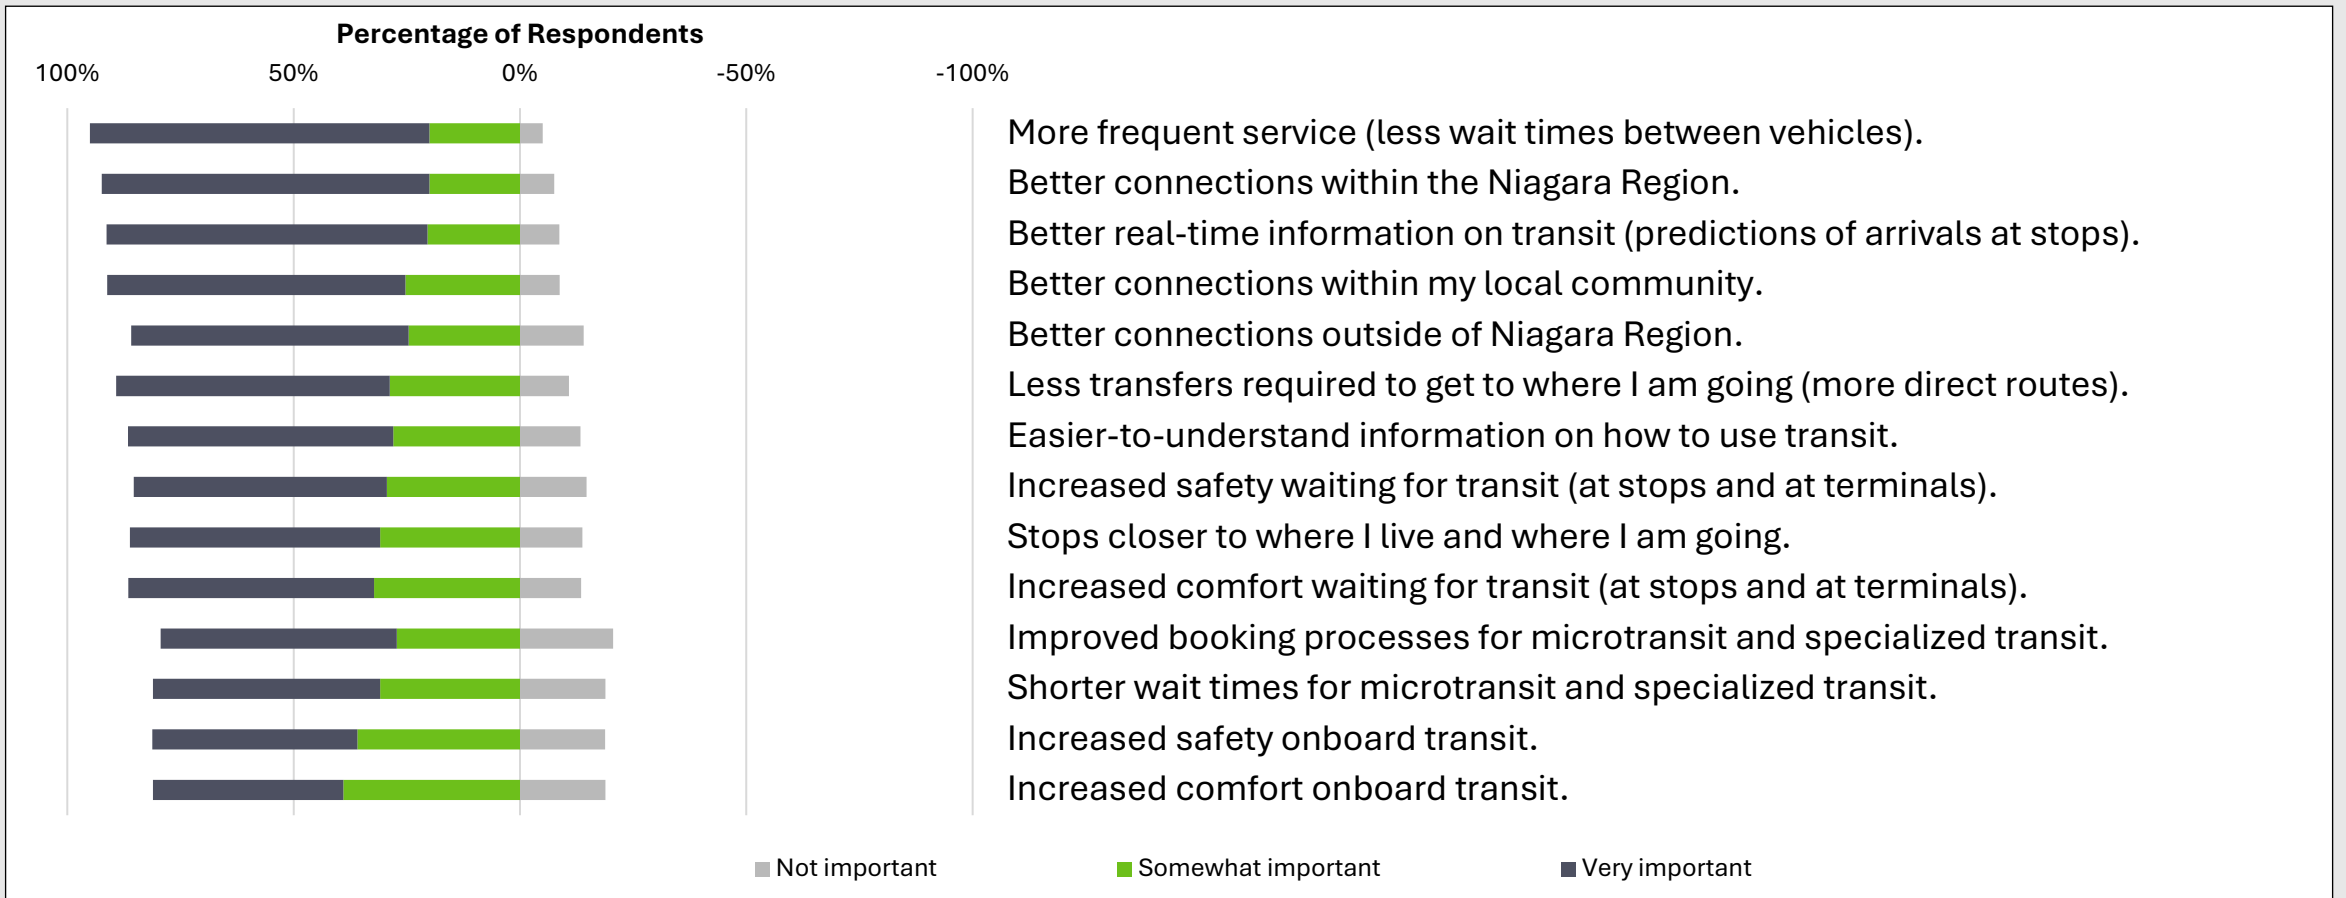 Percentage of Respondents
100% 50% 0% -50% -100%
More frequent service (less wait times between vehicles).
Better connections within the Niagara Region.
Better real-time information on transit (predictions of arrivals at stops).
Better connections within my local community.
Better connections outside of Niagara Region.
Less transfers required to get to where I am going (more direct routes).
Easier-to-understand information on how to use transit.
Increased safety waiting for transit (at stops and at terminals).
Stops closer to where I live and where I am going.
Increased comfort waiting for transit (at stops and at terminals).
Improved booking processes for microtransit and specialized transit.
Shorter wait times for microtransit and specialized transit.
Increased safety onboard transit.
Increased comfort onboard transit.
Not important Somewhat important Very important